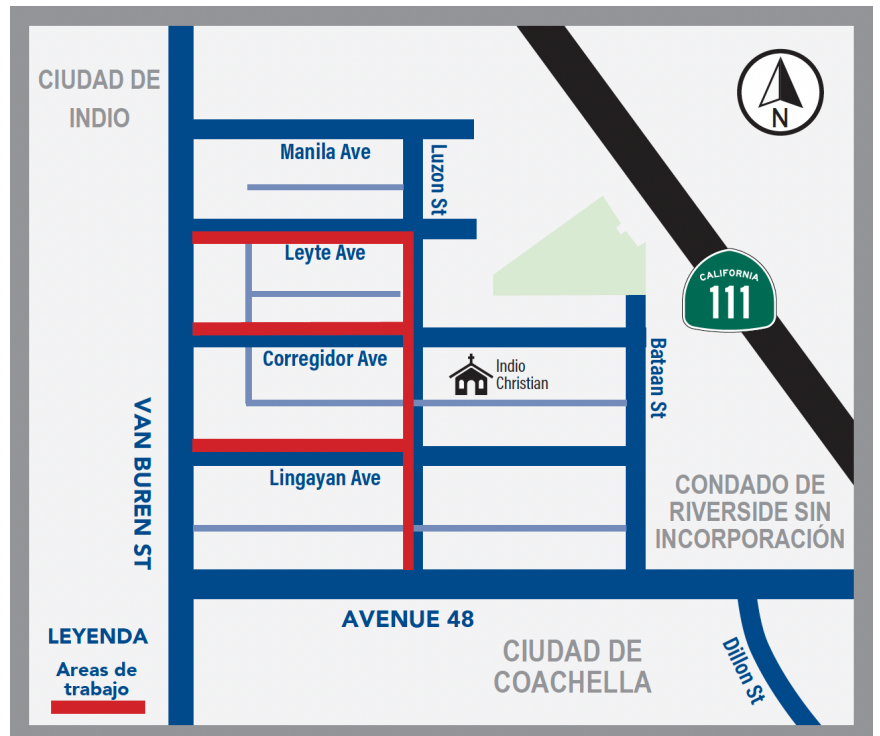 CIUDAD DE
INDIO
N
Manila Ave
Luzon St
Leyte Ave
CALIFORNIA
111
Corregidor Ave
Indio
Christian
Bataan St
VAN BUREN ST
Lingayan Ave
CONDADO DE
RIVERSIDE SIN
INCORPORACIÓN
AVENUE 48
LEYENDA
Areas de
trabajo
CIUDAD DE
COACHELLA
Dillon St